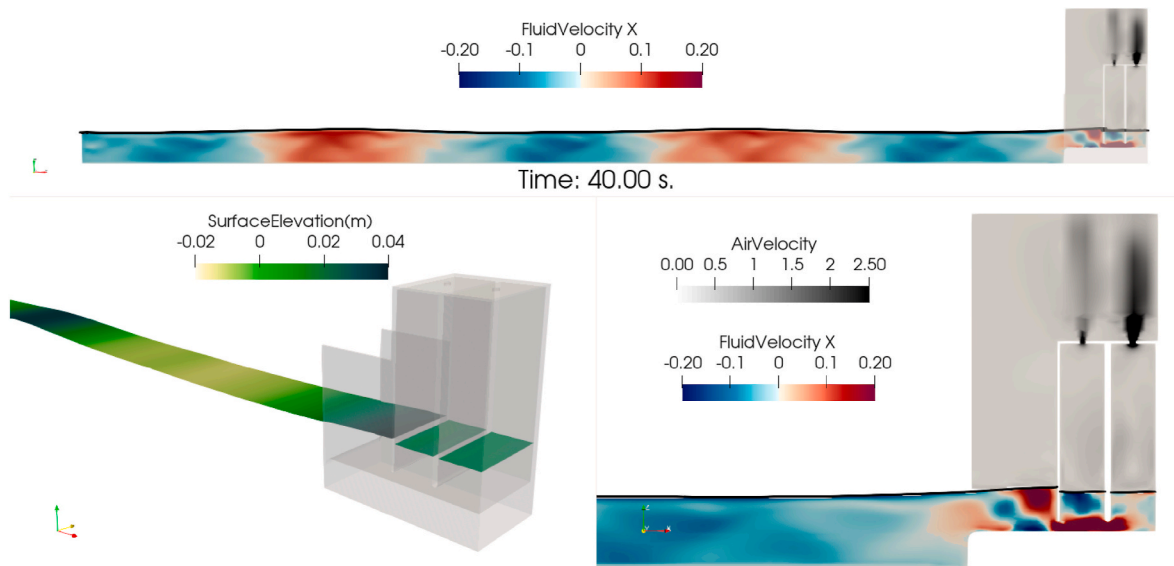 FluidVelocity X
-0.20 -0.1 0 0.1 0.20
Time: 40.00 s.
SurfaceElevation(m)
-0.02 0 0.02 0.04
AirVelocity
0.00 0.5 1 1.5 2 2.50
FluidVelocity X
-0.20 -0.1 0 0.1 0.20